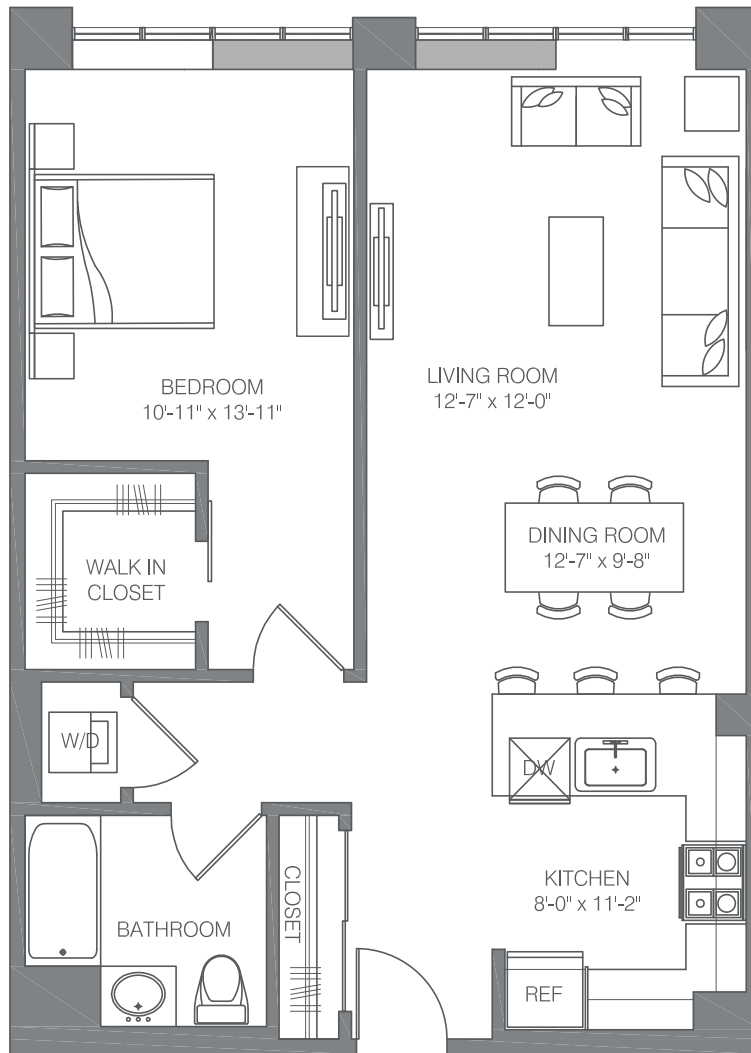 BEDROOM
10'-11" x 13'-11"
LIVING ROOM
12'-7" x 12'-0"
DINING ROOM
12'-7" x 9'-8"
WALK IN
CLOSET
W/D
DW
KITCHEN
8'-0" x 11'-2"
CLOSET
BATHROOM
REF